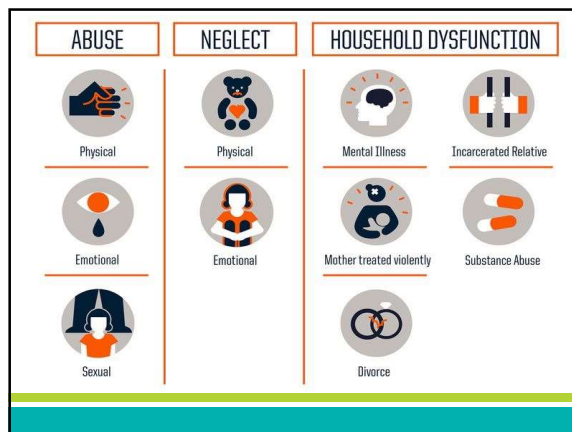 ABUSE
Physical
Emotional
Sexual
NEGLECT
Physical
Emotional
HOUSEHOLD DYSFUNCTION
Mental Illness
Incarcerated Relative
Mother treated violently
Substance Abuse
Divorce